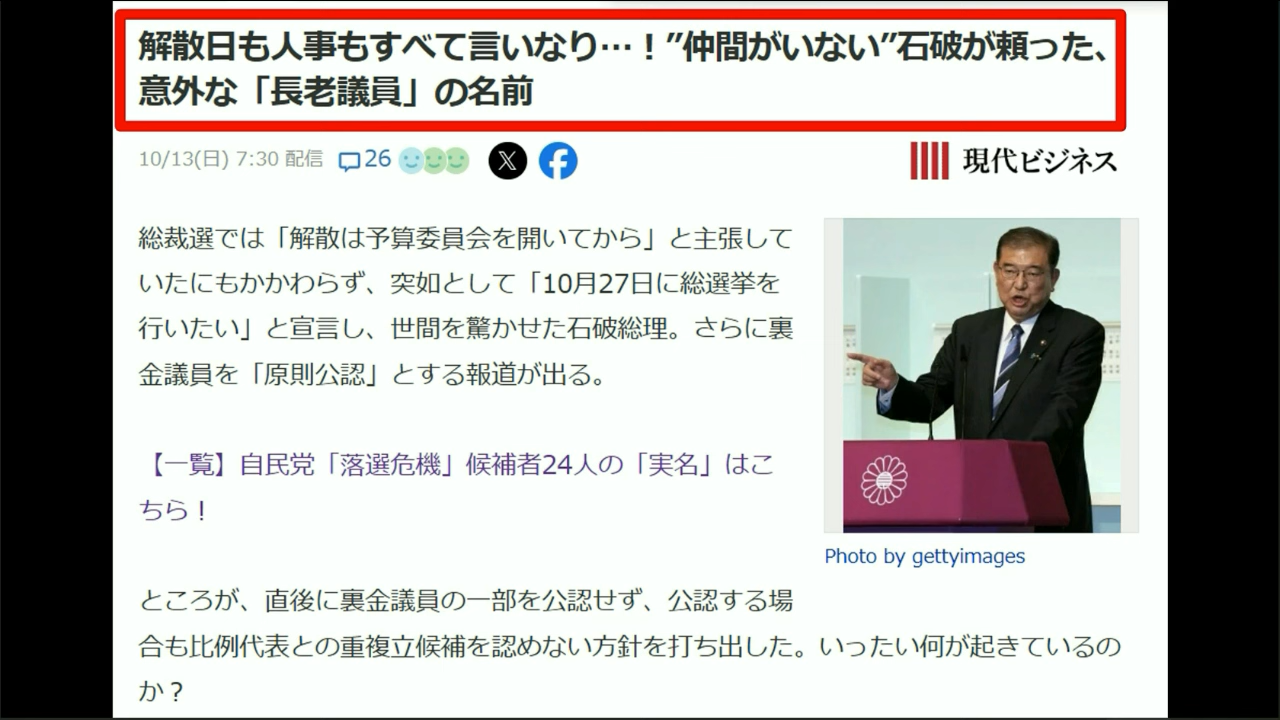 解散日も人事もすべて言いなり…！”仲間がいない”石破が頼った、
意外な「長老議員」の名前
10/13(日) 7:30 配信 26
現代ビジネス
総裁選では「解散は予算委員会を開いてから」と主張して
いたにもかかわらず、突如として「10月27日に総選挙を
行いたい」と宣言し、世間を驚かせた石破総理。さらに裏
金議員を「原則公認」とする報道が出る。
【一覧】自民党「落選危機」候補者24人の「実名」はこ
ちら！
Photo by gettyimages
ところが、直後に裏金議員の一部を公認せず、公認する場
合も比例代表との重複立候補を認めない方針を打ち出した。いったい何が起きているの
か？